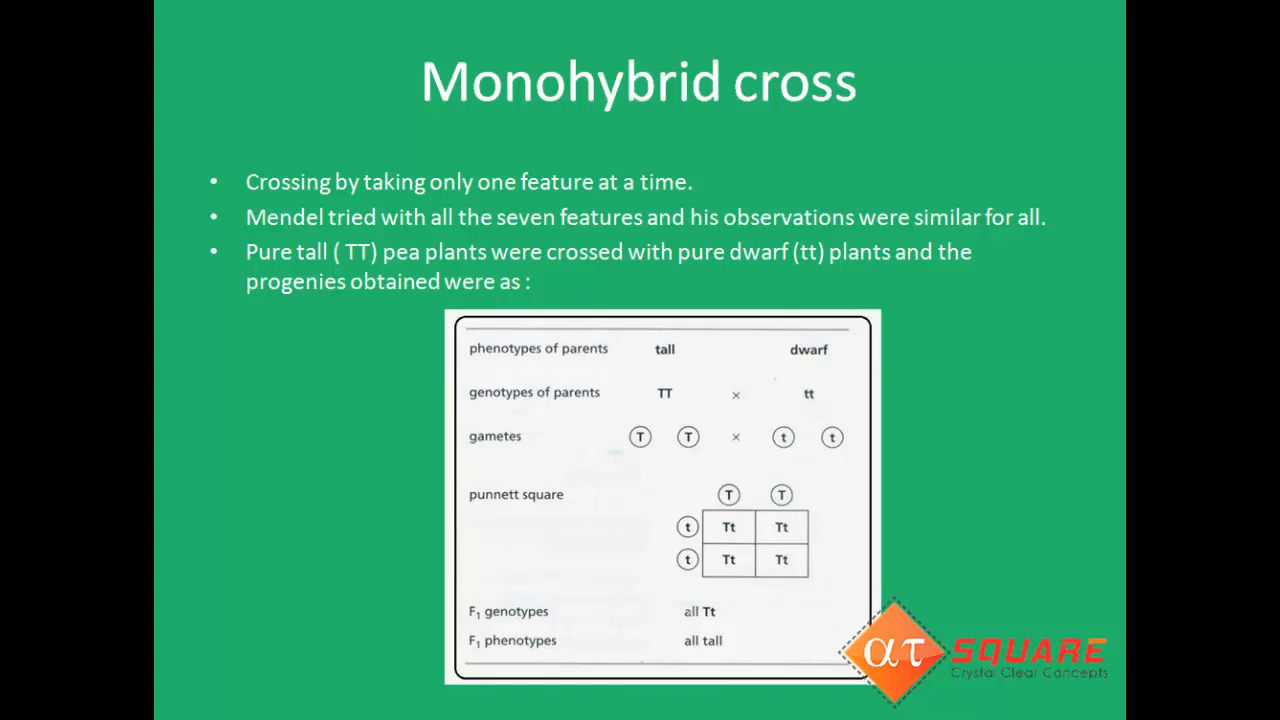 Monohybrid cross
• Crossing by taking only one feature at a time.
• Mendel tried with all the seven features and his observations were similar for all.
• Pure tall ( TT) pea plants were crossed with pure dwarf (tt) plants and the
progenies obtained were as :
phenotypes of parents tall dwarf
genotypes of parents TT × tt
gametes T T × t t
punnett square T T
t Tt Tt
t Tt Tt
F₁ genotypes all Tt
F₁ phenotypes all tall
ατ SQUARE
Crystal Clear Concepts